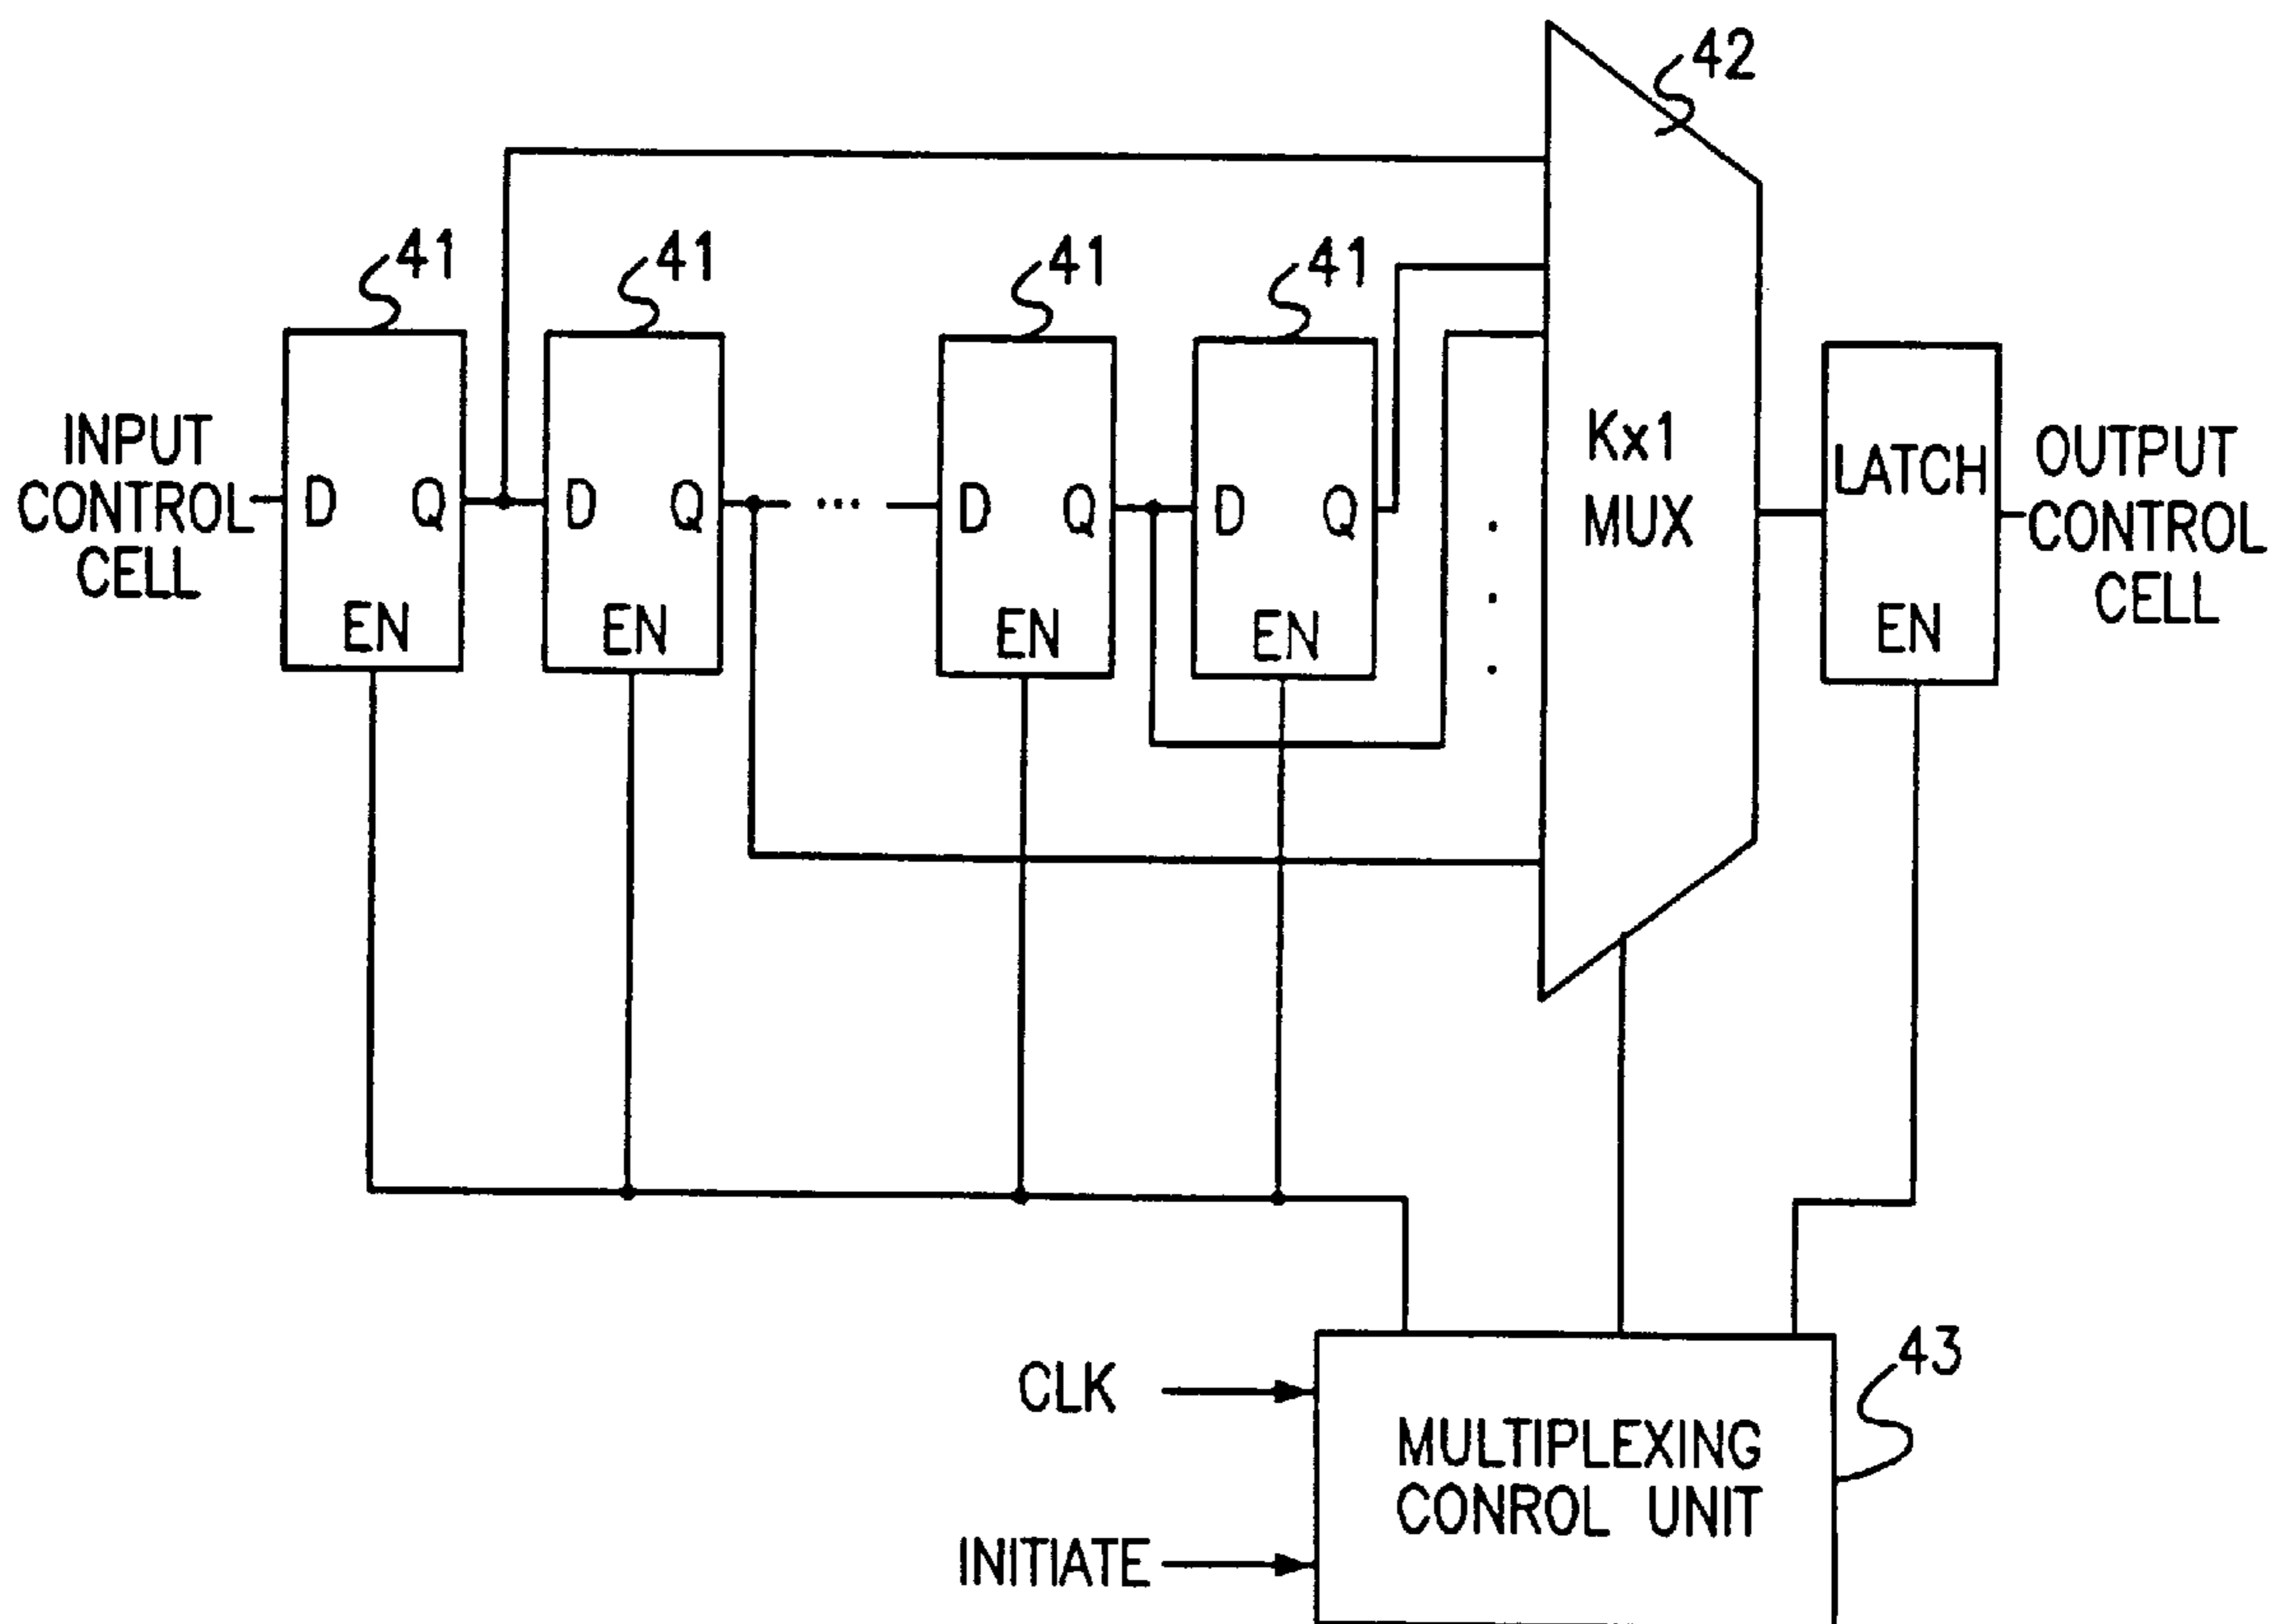 42
41
41
41
41
INPUT
CONTROL
CELL
D
Q
EN
D
Q
EN
...
D
Q
EN
D
Q
EN
Kx1
MUX
LATCH
EN
OUTPUT
CONTROL
CELL
CLK
INITIATE
MULTIPLEXING
CONROL UNIT
43